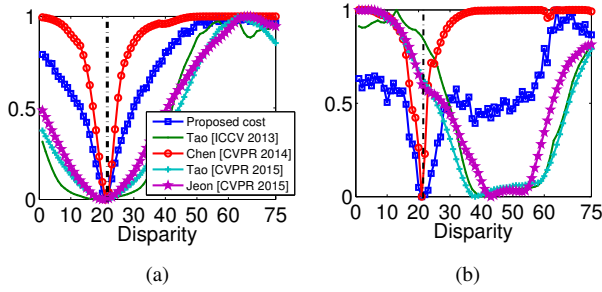 1
0.5
0
0 10 20 30 40 50 60 75
Disparity
Proposed cost
Tao [ICCV 2013]
Chen [CVPR 2014]
Tao [CVPR 2015]
Jeon [CVPR 2015]
(a)
1
0.5
0
0 10 20 30 40 50 60 75
Disparity
(b)